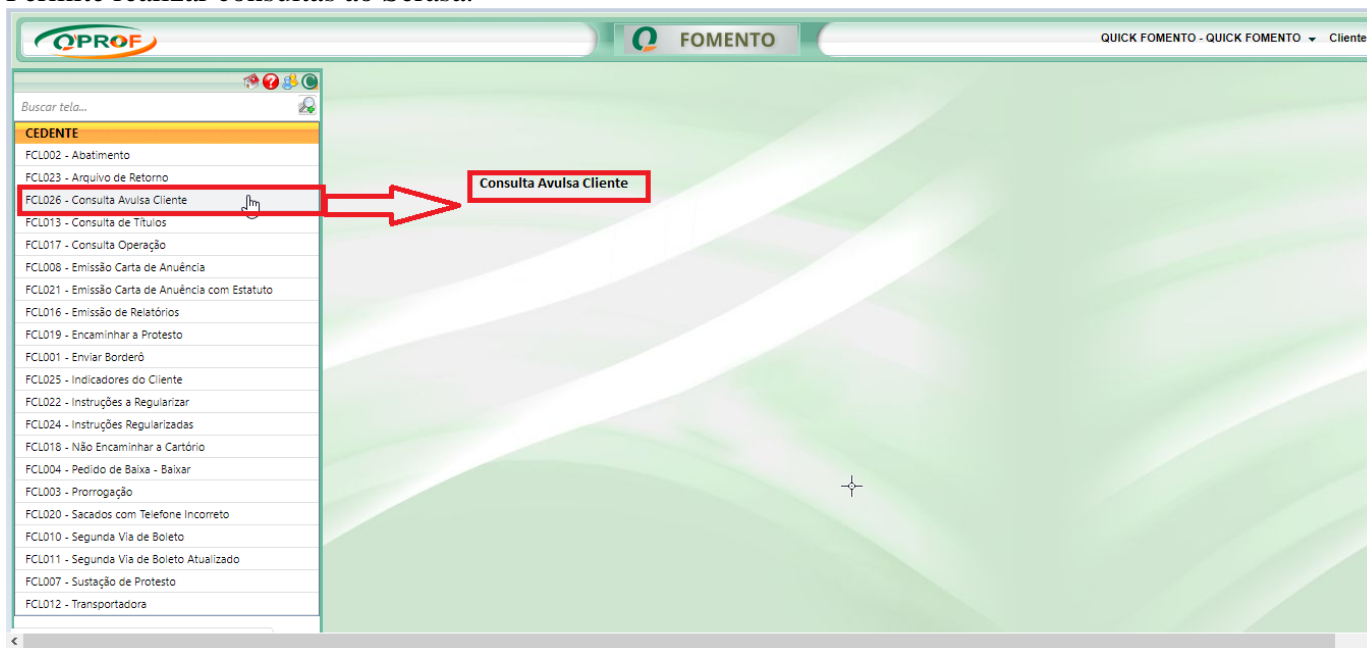 Permite realizar consultas ao Serasa.
QPROF
FOMENTO
QUICK FOMENTO - QUICK FOMENTO
Cliente
Buscar tela...
CEDENTE
FCL002 - Abatimento
FCL023 - Arquivo de Retorno
FCL026 - Consulta Avulsa Cliente
Consulta Avulsa Cliente
FCL013 - Consulta de Títulos
FCL017 - Consulta Operação
FCL008 - Emissão Carta de Anuência
FCL021 - Emissão Carta de Anuência com Estatuto
FCL016 - Emissão de Relatórios
FCL019 - Encaminhar a Protesto
FCL001 - Enviar Borderô
FCL025 - Indicadores do Cliente
FCL022 - Instruções a Regularizar
FCL024 - Instruções Regularizadas
FCL018 - Não Encaminhar a Cartório
FCL004 - Pedido de Baixa - Baixar
FCL003 - Prorrogação
FCL020 - Sacados com Telefone Incorreto
FCL010 - Segunda Via de Boleto
FCL011 - Segunda Via de Boleto Atualizado
FCL007 - Sustação de Protesto
FCL012 - Transportadora